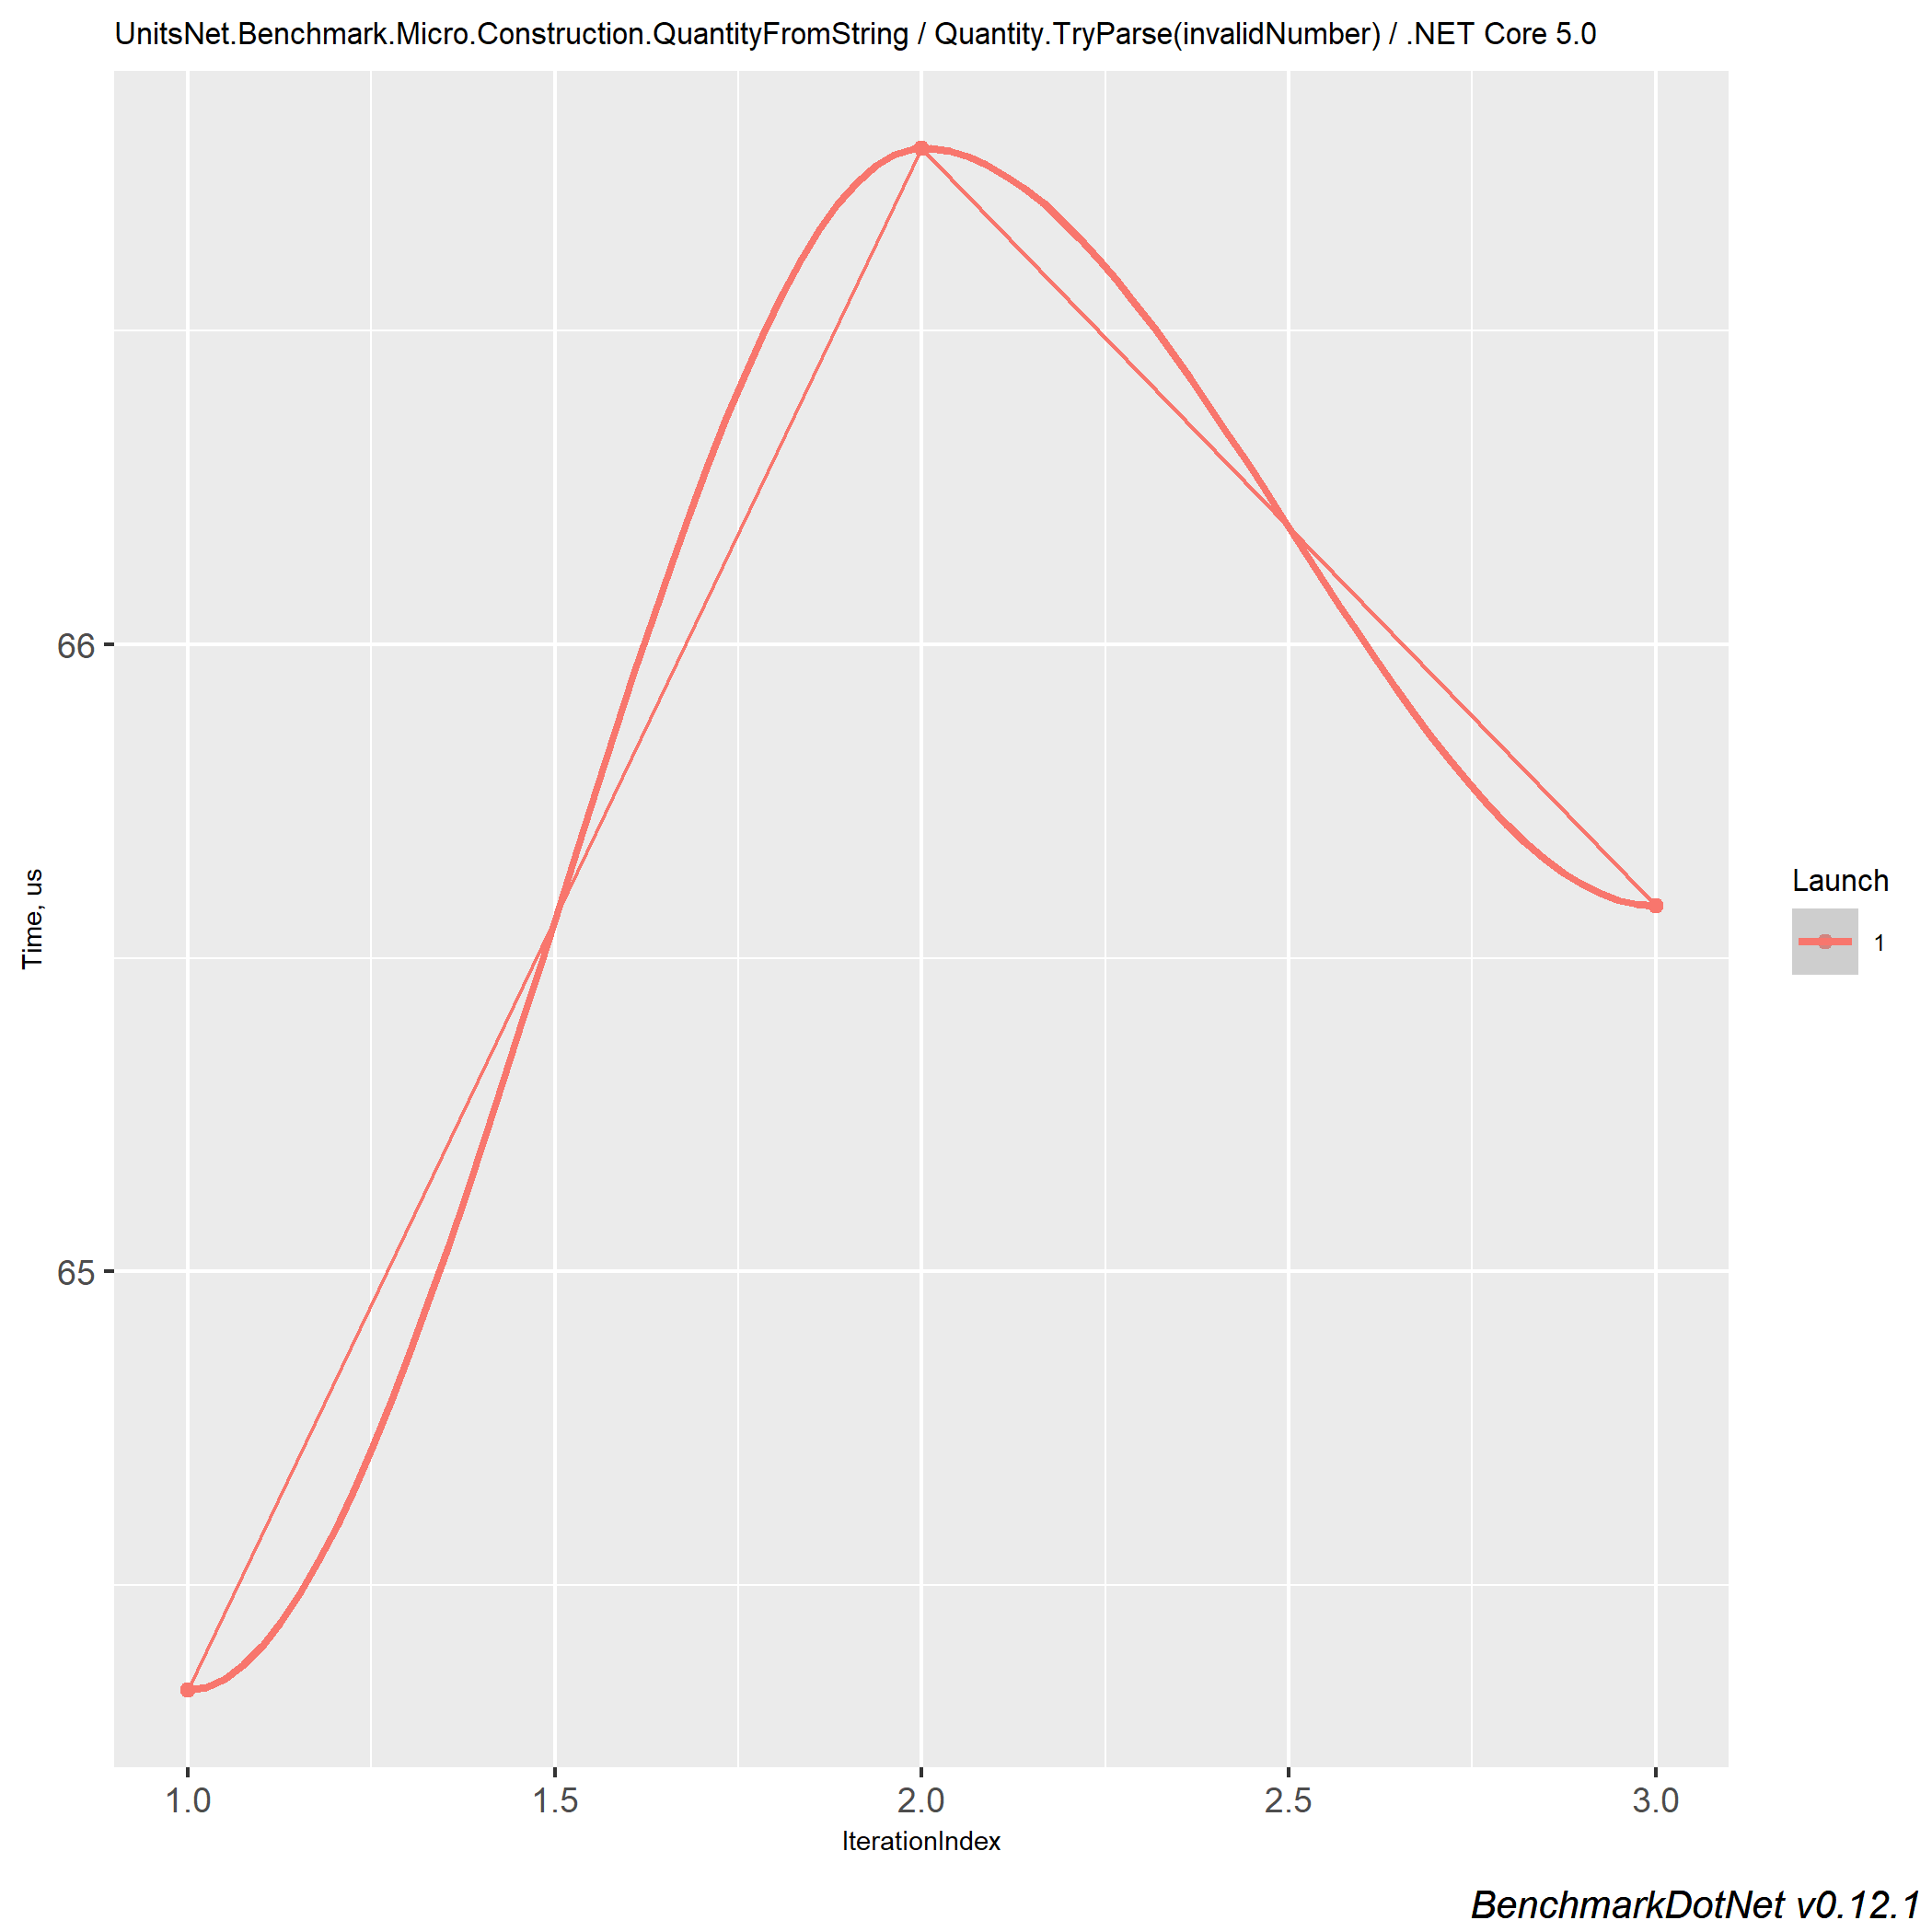 UnitsNet.Benchmark.Micro.Construction.QuantityFromString / Quantity.TryParse(invalidNumber) / .NET Core 5.0
66
65
Time, us
1.0 1.5 2.0 2.5 3.0
IterationIndex
Launch
1
BenchmarkDotNet v0.12.1